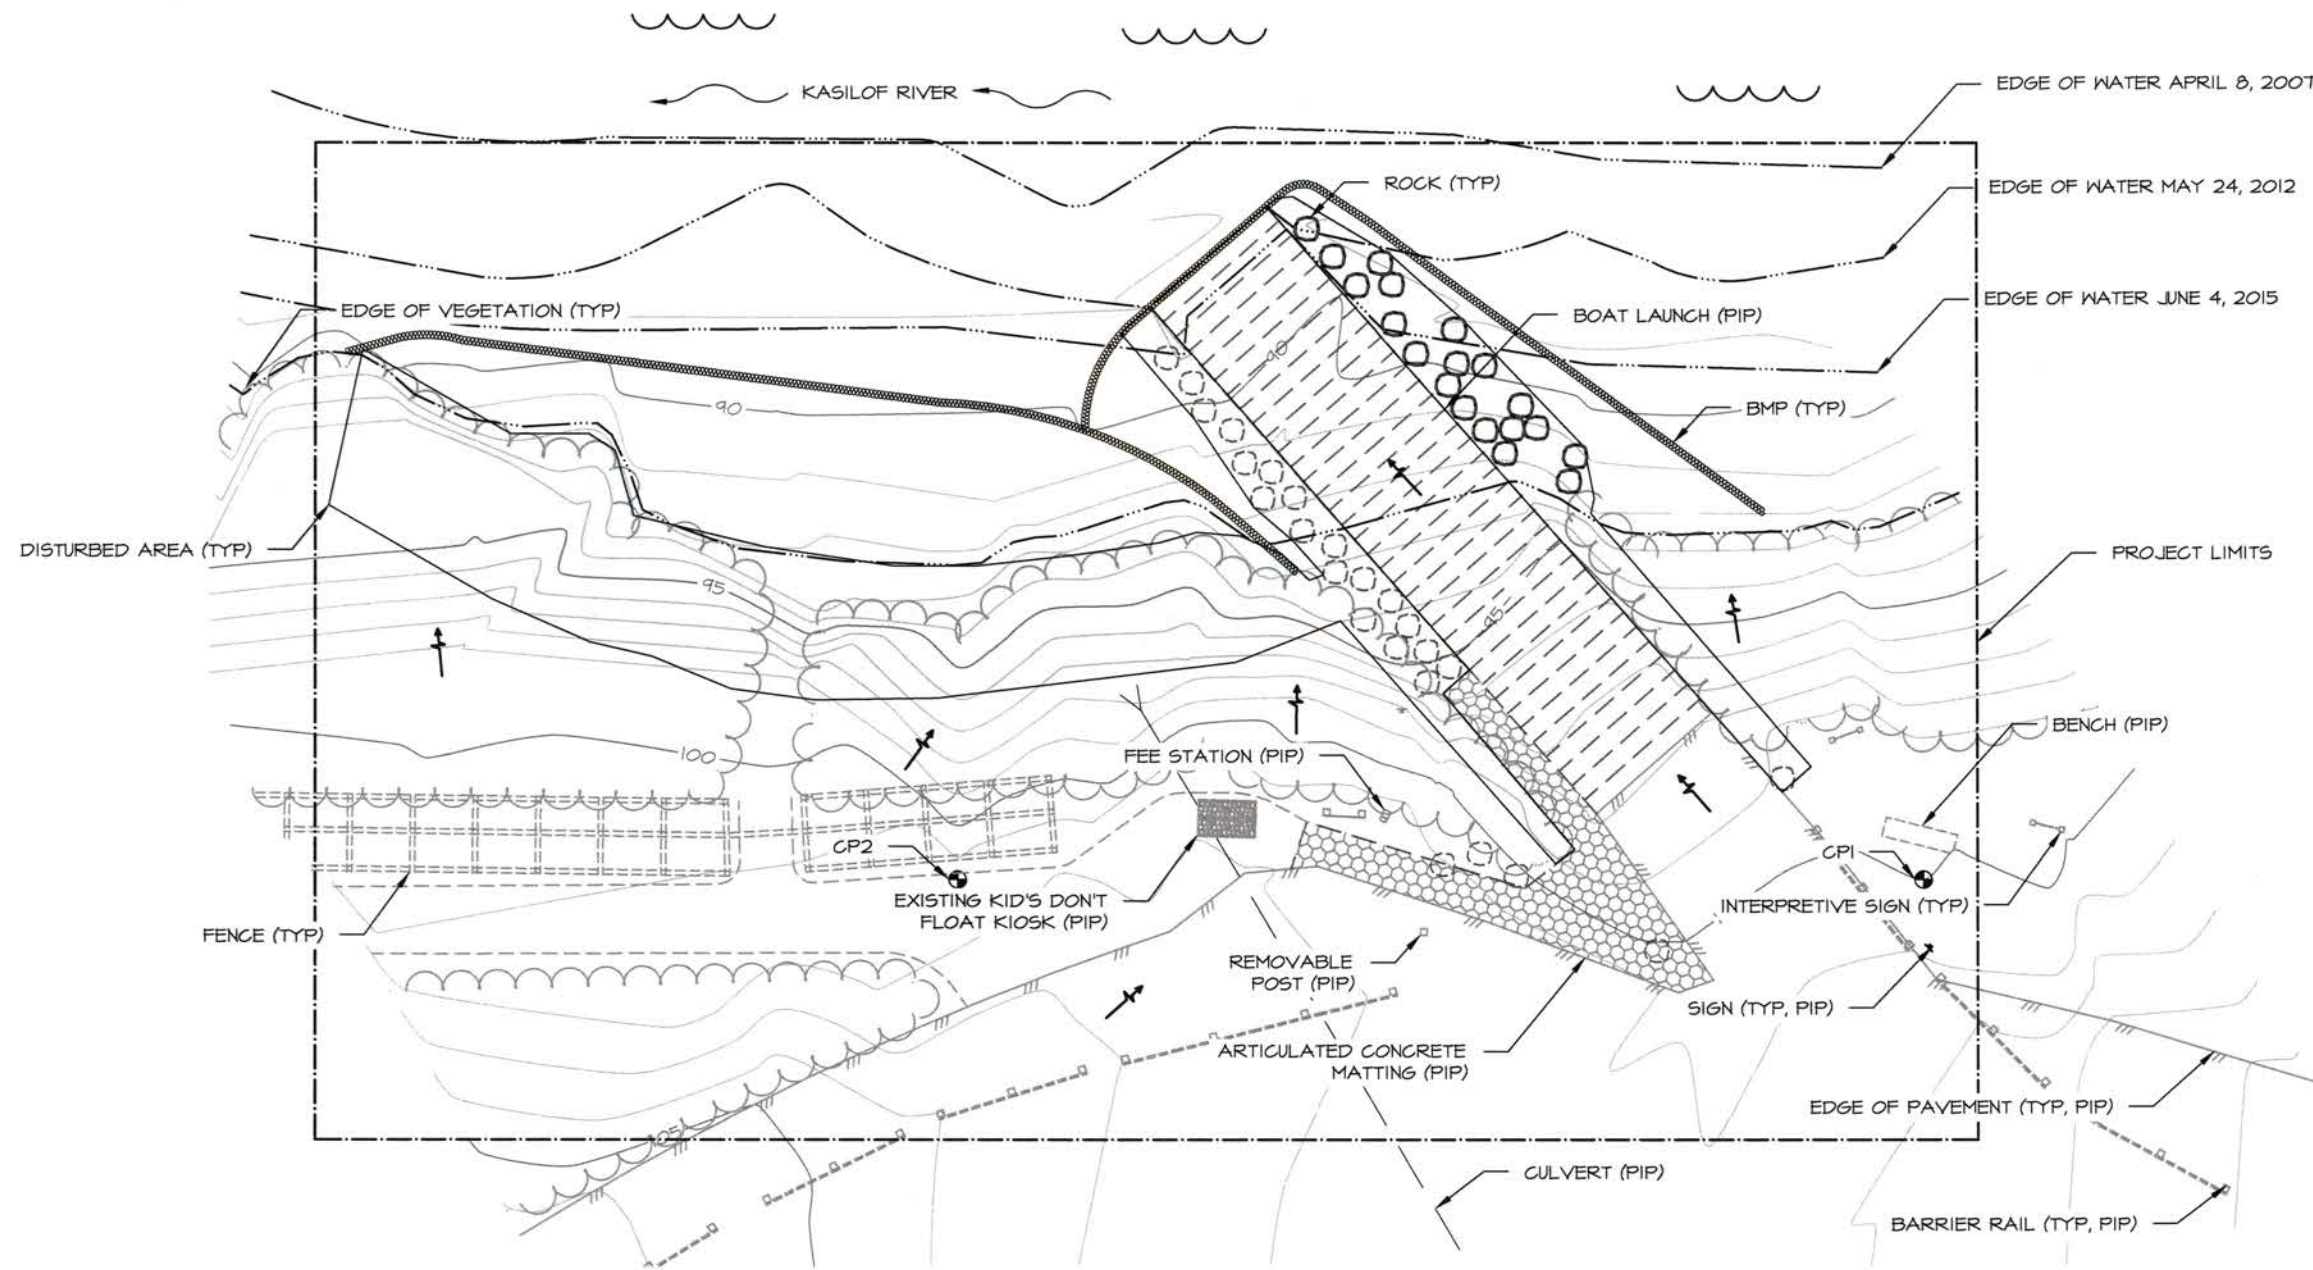 KASILOF RIVER
EDGE OF WATER APRIL 8, 2007
ROCK (TYP)
EDGE OF WATER MAY 24, 2012
EDGE OF VEGETATION (TYP)
EDGE OF WATER JUNE 4, 2015
BOAT LAUNCH (PIP)
90
90
BMP (TYP)
DISTURBED AREA (TYP)
PROJECT LIMITS
95
95
100
FEE STATION (PIP)
BENCH (PIP)
CP2
CP1
EXISTING KID'S DON'T
FLOAT KIOSK (PIP)
INTERPRETIVE SIGN (TYP)
FENCE (TYP)
REMOVABLE
POST (PIP)
SIGN (TYP, PIP)
ARTICULATED CONCRETE
MATTING (PIP)
EDGE OF PAVEMENT (TYP, PIP)
105
CULVERT (PIP)
BARRIER RAIL (TYP, PIP)